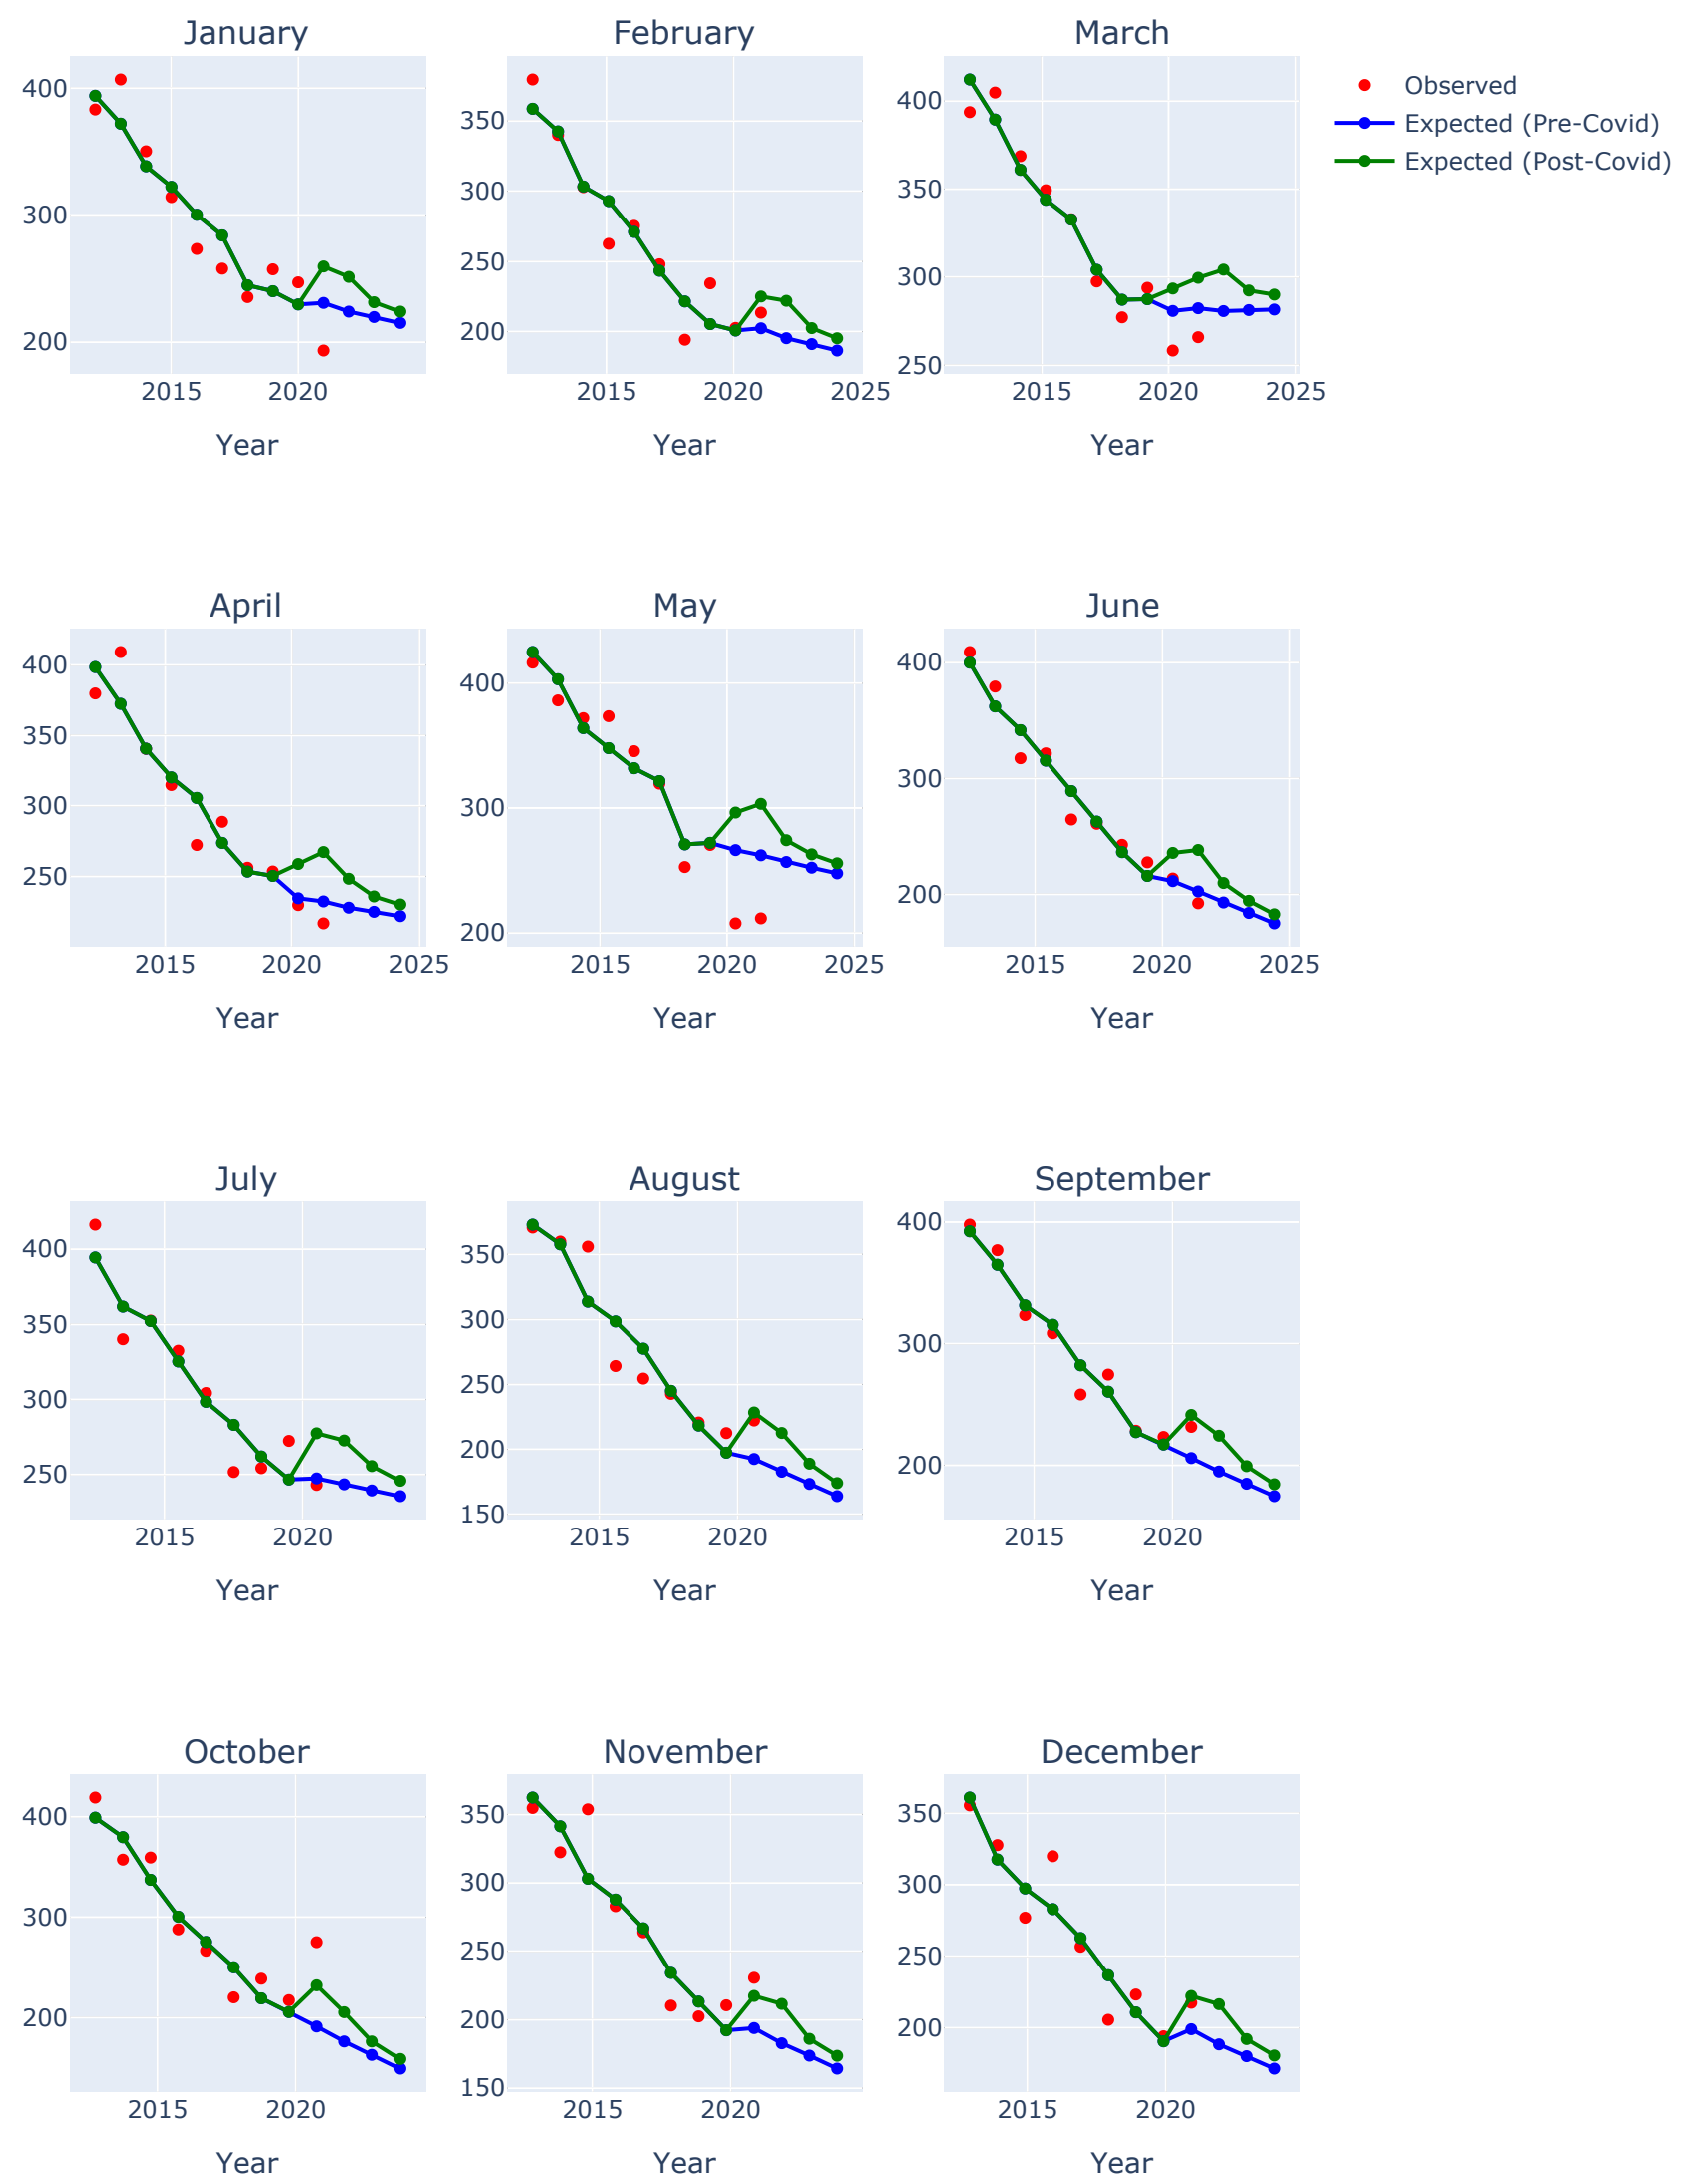 January
February
March
Observed
Expected (Pre-Covid)
Expected (Post-Covid)
400
300
200
2015
2020
Year
350
300
250
200
2015
2020
2025
Year
400
350
300
250
2015
2020
2025
Year
April
May
June
400
350
300
250
2015
2020
2025
Year
400
300
200
2015
2020
2025
Year
400
300
200
2015
2020
2025
Year
July
August
September
400
350
300
250
2015
2020
Year
350
300
250
200
150
2015
2020
Year
400
300
200
2015
2020
Year
October
November
December
400
300
200
2015
2020
Year
350
300
250
200
150
2015
2020
Year
350
300
250
200
2015
2020
Year